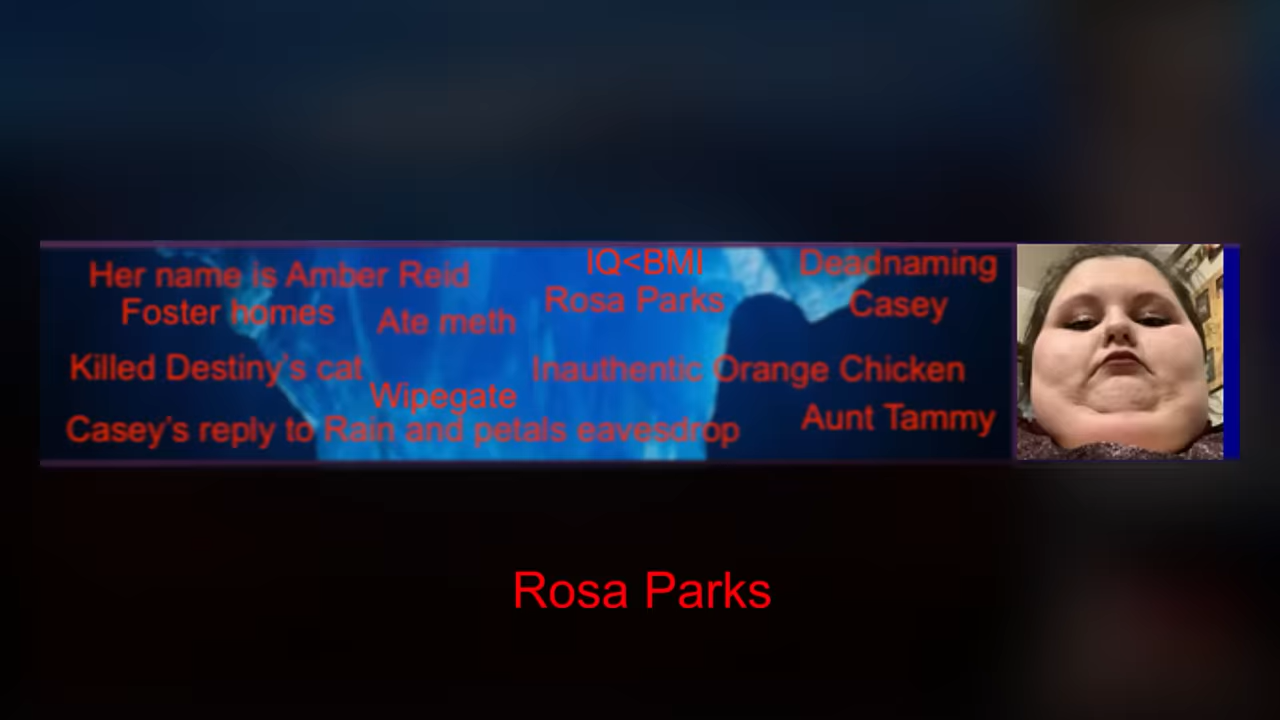 Her name is Amber Reid
IQ<BMI
Deadnaming
Casey
Foster homes
Ate meth
Rosa Parks
Killed Destiny's cat
Inauthentic Orange Chicken
Wipegate
Casey's reply to Rain and petals eavesdrop
Aunt Tammy
Rosa Parks